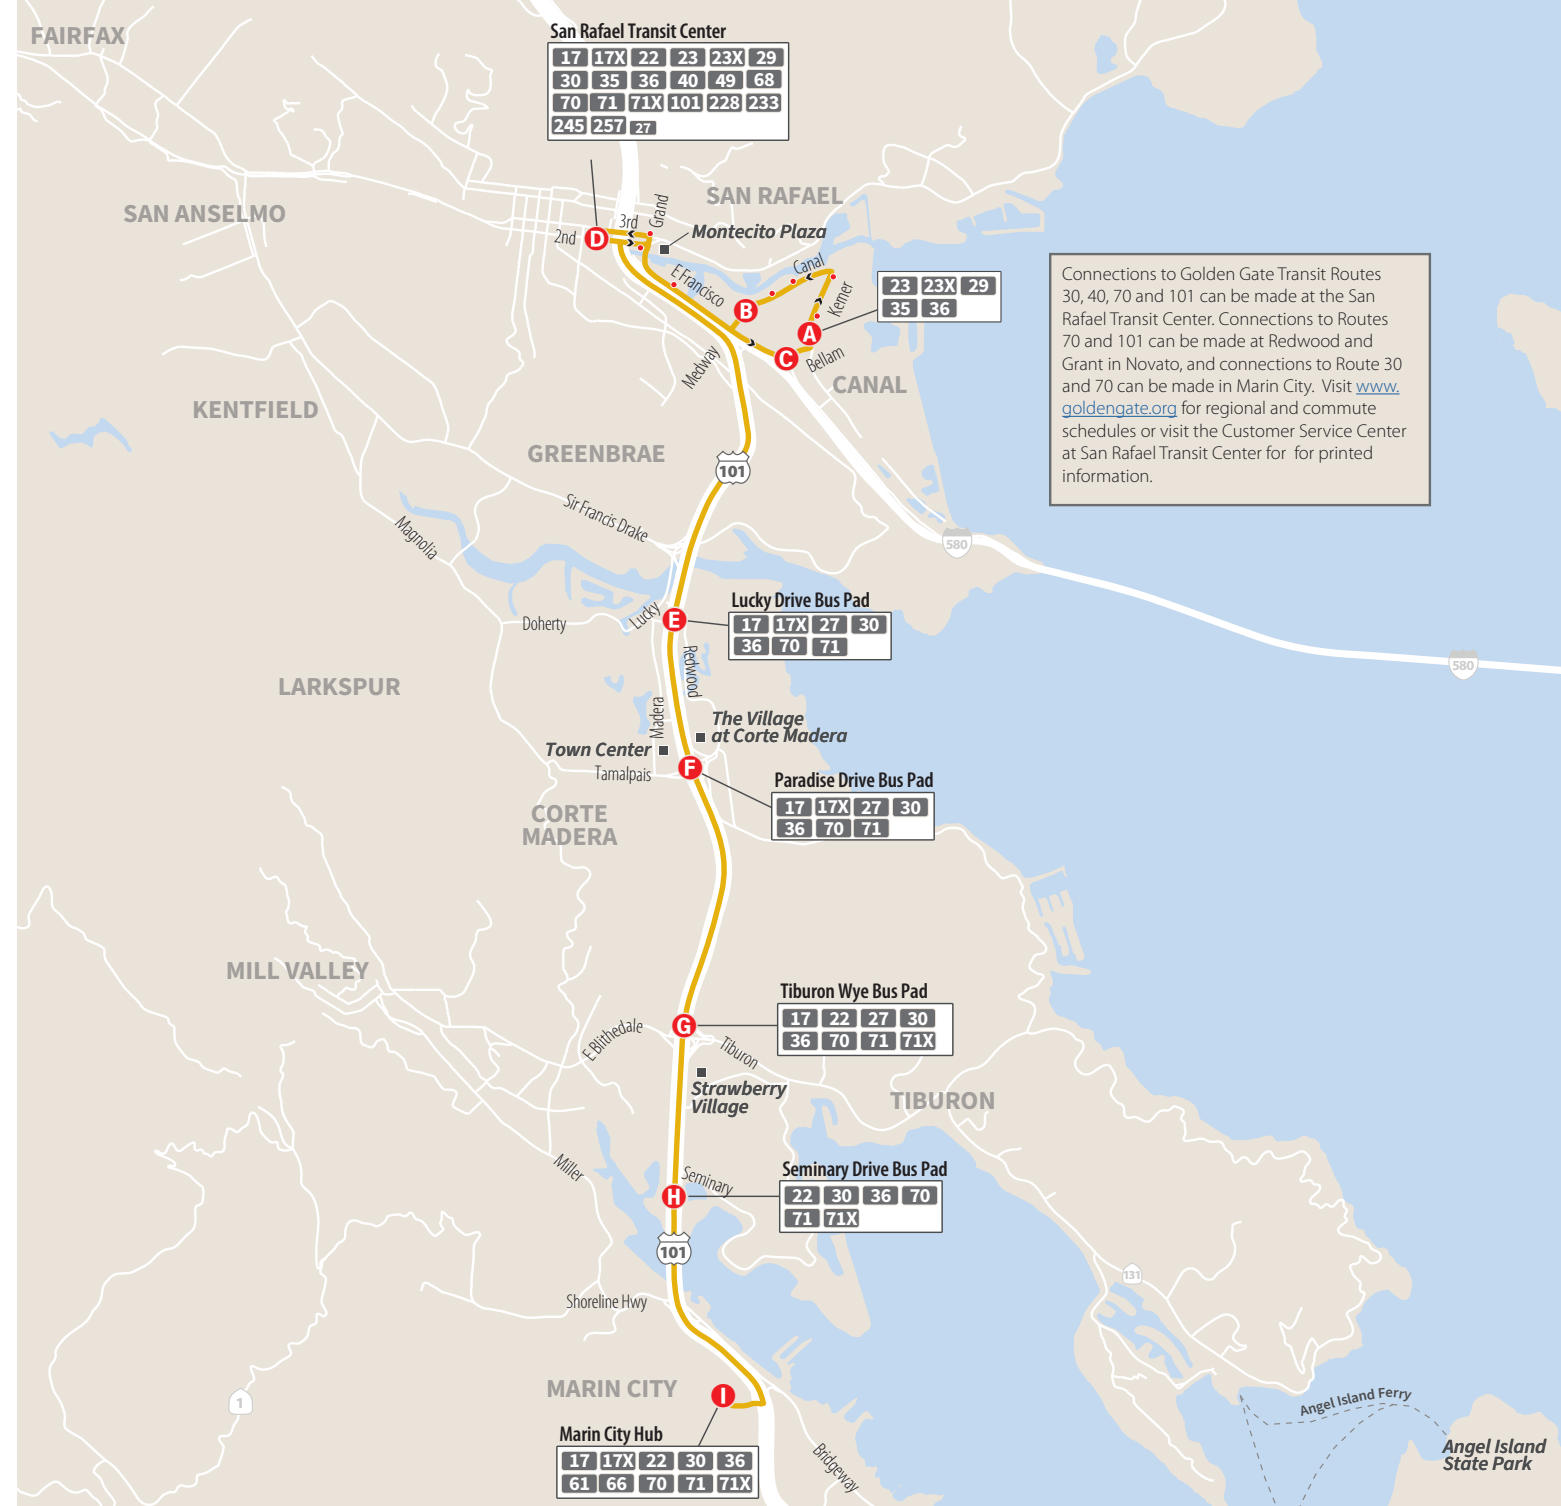 FAIRFAX
San Rafael Transit Center
17 17X 22 23 23X 29
30 35 36 40 49 68
70 71 71X 101 228 233
245 257 27
SAN ANSELMO
SAN RAFAEL
Grand
3rd
2nd
D
Montecito Plaza
E Francisco
Canal
Kerner
B
A
C
Bellam
Medway
23 23X 29
35 36
CANAL
Connections to Golden Gate Transit Routes
30, 40, 70 and 101 can be made at the San
Rafael Transit Center. Connections to Routes
70 and 101 can be made at Redwood and
Grant in Novato, and connections to Route 30
and 70 can be made in Marin City.  Visit www.
goldengate.org for regional and commute
schedules or visit the Customer Service Center
at San Rafael Transit Center for  for printed
information.
KENTFIELD
GREENBRAE
101
Sir Francis Drake
Magnolia
580
580
Lucky Drive Bus Pad
17 17X 27 30
36 70 71
E
Lucky
Doherty
Redwood
Madera
LARKSPUR
The Village
at Corte Madera
Town Center
Tamalpais
F
Paradise Drive Bus Pad
17 17X 27 30
36 70 71
CORTE
MADERA
MILL VALLEY
Tiburon Wye Bus Pad
17 22 27 30
36 70 71 71X
G
E Blithedale
Tiburon
Strawberry
Village
TIBURON
Miller
Seminary
Seminary Drive Bus Pad
22 30 36 70
71 71X
H
101
131
Shoreline Hwy
1
MARIN CITY
I
Marin City Hub
17 17X 22 30 36
61 66 70 71 71X
Bridgeway
Angel Island Ferry
Angel Island
State Park